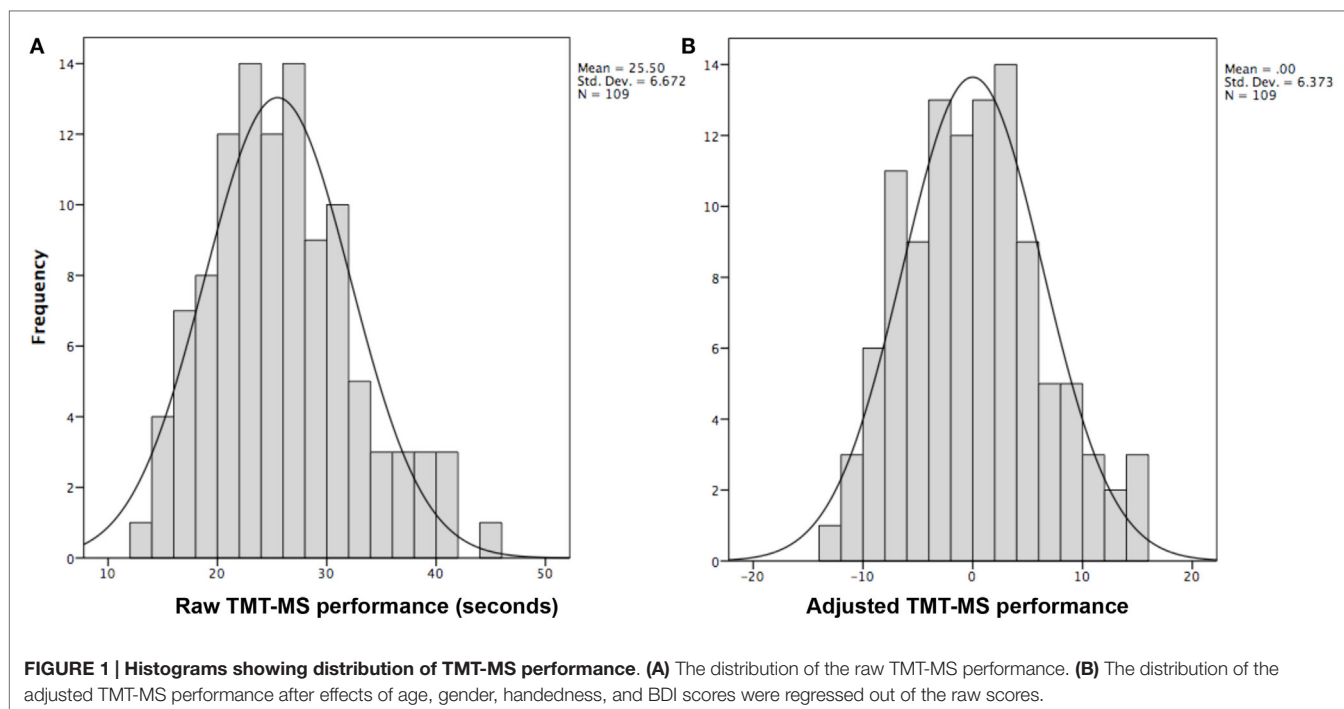 A
Mean = 25.50
Std. Dev. = 6.672
N = 109
Frequency
14
12
10
8
6
4
2
0
10 20 30 40 50
Raw TMT-MS performance (seconds)
B
Mean = .00
Std. Dev. = 6.373
N = 109
14
12
10
8
6
4
2
0
-20 -10 0 10 20
Adjusted TMT-MS performance
FIGURE 1 | Histograms showing distribution of TMT-MS performance. (A) The distribution of the raw TMT-MS performance. (B) The distribution of the
adjusted TMT-MS performance after effects of age, gender, handedness, and BDI scores were regressed out of the raw scores.